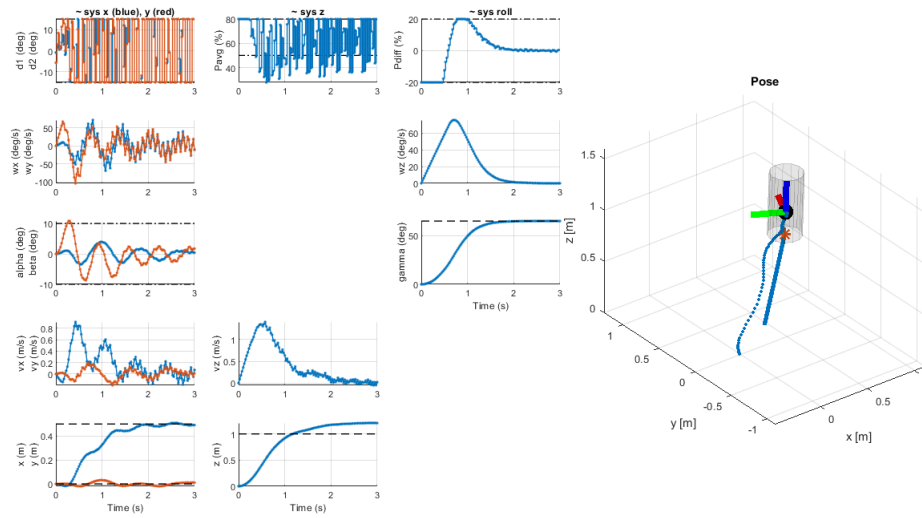 ~ sys x (blue), y (red)
~ sys z
~ sys roll
d1 (deg)
d2 (deg)
10
0
-10
0 1 2 3
Pavg (%)
80
60
40
0 1 2 3
Pdiff (%)
20
0
-20
0 1 2 3
Pose
wx (deg/s)
wy (deg/s)
50
0
-50
-100
0 1 2 3
wz (deg/s)
60
40
20
0
0 1 2 3
alpha (deg)
beta (deg)
10
0
-10
0 1 2 3
gamma (deg)
50
0
0 1 2 3
Time (s)
vx (m/s)
vy (m/s)
0.8
0.6
0.4
0.2
0
0 1 2 3
vz (m/s)
1
0.5
0
0 1 2 3
x (m)
y (m)
0.4
0.2
0
0 1 2 3
Time (s)
z (m)
1
0.5
0
0 1 2 3
Time (s)
z [m]
1.5
1
0.5
0
1
0.5
0
-0.5
-1
y [m]
0
0.5
x [m]